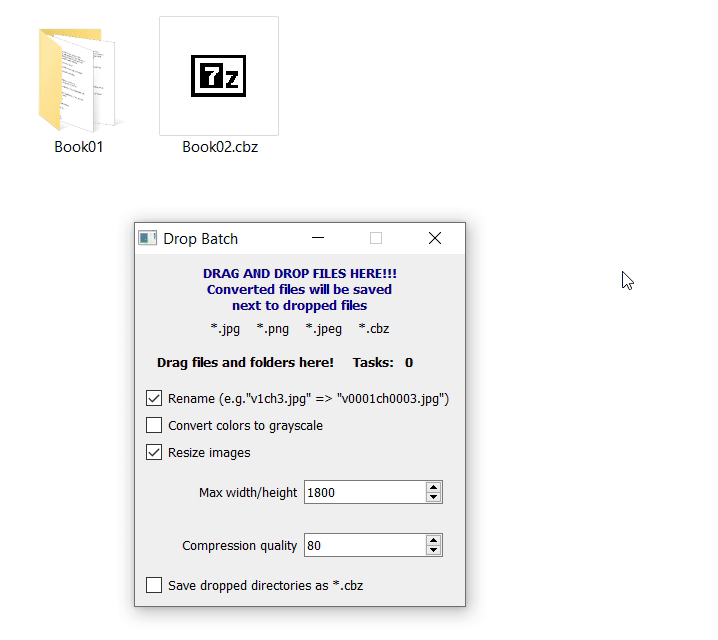 7z
Book01
Book02.cbz
Drop Batch
DRAG AND DROP FILES HERE!!!
Converted files will be saved
next to dropped files
*.jpg *.png *.jpeg *.cbz
Drag files and folders here! Tasks: 0
Rename (e.g."v1ch3.jpg" => "v0001ch0003.jpg")
Convert colors to grayscale
Resize images
Max width/height 1800
Compression quality 80
Save dropped directories as *.cbz